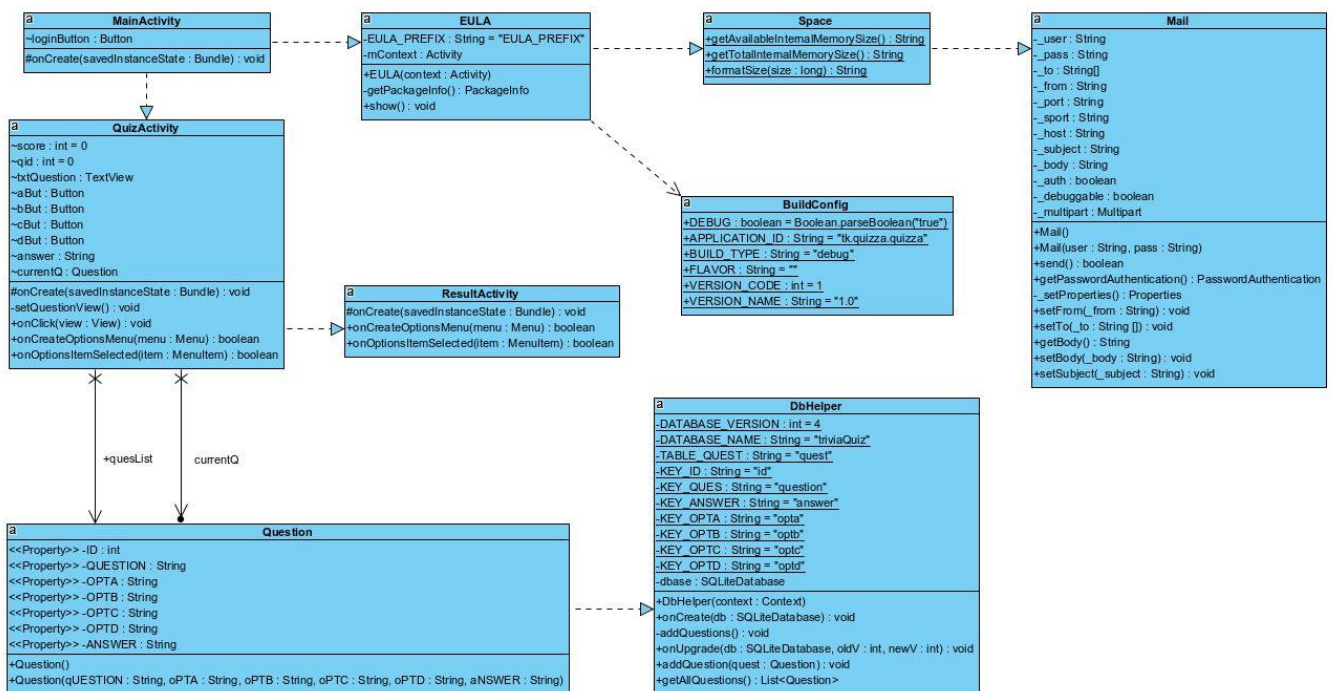 a
MainActivity
~loginButton : Button
#onCreate(savedInstanceState : Bundle) : void
a
EULA
-EULA_PREFIX : String = "EULA_PREFIX"
-mContext : Activity
+EULA(context : Activity)
-getPackageInfo() : PackageInfo
+show() : void
a
Space
+getAvailableInternalMemorySize() : String
+getTotalInternalMemorySize() : String
+formatSize(size : long) : String
a
Mail
-_user : String
-_pass : String
-_to : String[]
-_from : String
-_port : String
-_sport : String
-_host : String
-_subject : String
-_body : String
-_auth : boolean
-_debuggable : boolean
-_multipart : Multipart
+Mail()
+Mail(user : String, pass : String)
+send() : boolean
+getPasswordAuthentication() : PasswordAuthentication
-_setProperties() : Properties
+setFrom(_from : String) : void
+setTo(_to : String []) : void
+getBody() : String
+setBody(_body : String) : void
+setSubject(_subject : String) : void
a
QuizActivity
~score : int = 0
~qid : int = 0
~txtQuestion : TextView
~aBut : Button
~bBut : Button
~cBut : Button
~dBut : Button
~answer : String
~currentQ : Question
#onCreate(savedInstanceState : Bundle) : void
-setQuestionView() : void
+onClick(view : View) : void
+onCreateOptionsMenu(menu : Menu) : boolean
+onOptionsItemSelected(item : MenuItem) : boolean
a
BuildConfig
+DEBUG : boolean = Boolean.parseBoolean("true")
+APPLICATION_ID : String = "tk.quizza.quizza"
+BUILD_TYPE : String = "debug"
+FLAVOR : String = ""
+VERSION_CODE : int = 1
+VERSION_NAME : String = "1.0"
a
ResultActivity
#onCreate(savedInstanceState : Bundle) : void
+onCreateOptionsMenu(menu : Menu) : boolean
+onOptionsItemSelected(item : MenuItem) : boolean
+quesList
currentQ
a
DbHelper
-DATABASE_VERSION : int = 4
-DATABASE_NAME : String = "triviaQuiz"
-TABLE_QUEST : String = "quest"
-KEY_ID : String = "id"
-KEY_QUES : String = "question"
-KEY_ANSWER : String = "answer"
-KEY_OPTA : String = "opta"
-KEY_OPTB : String = "optb"
-KEY_OPTC : String = "optc"
-KEY_OPTD : String = "optd"
-dbase : SQLiteDatabase
+DbHelper(context : Context)
+onCreate(db : SQLiteDatabase) : void
-addQuestions() : void
+onUpgrade(db : SQLiteDatabase, oldV : int, newV : int) : void
+addQuestion(quest : Question) : void
+getAllQuestions() : List<Question>
a
Question
<<Property>> -ID : int
<<Property>> -QUESTION : String
<<Property>> -OPTA : String
<<Property>> -OPTB : String
<<Property>> -OPTC : String
<<Property>> -OPTD : String
<<Property>> -ANSWER : String
+Question()
+Question(qUESTION : String, oPTA : String, oPTB : String, oPTC : String, oPTD : String, aNSWER : String)